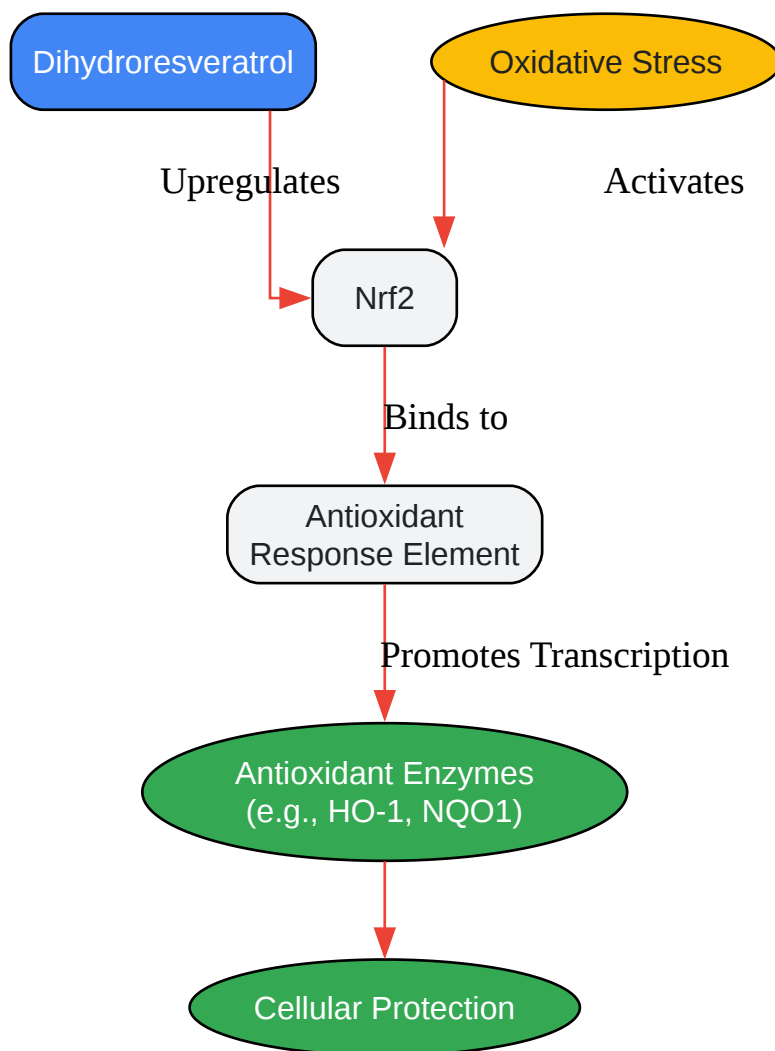 Dihydroresveratrol
Oxidative Stress
Upregulates
Activates
Nrf2
Binds to
Antioxidant
Response Element
Promotes Transcription
Antioxidant Enzymes
(e.g., HO-1, NQO1)
Cellular Protection